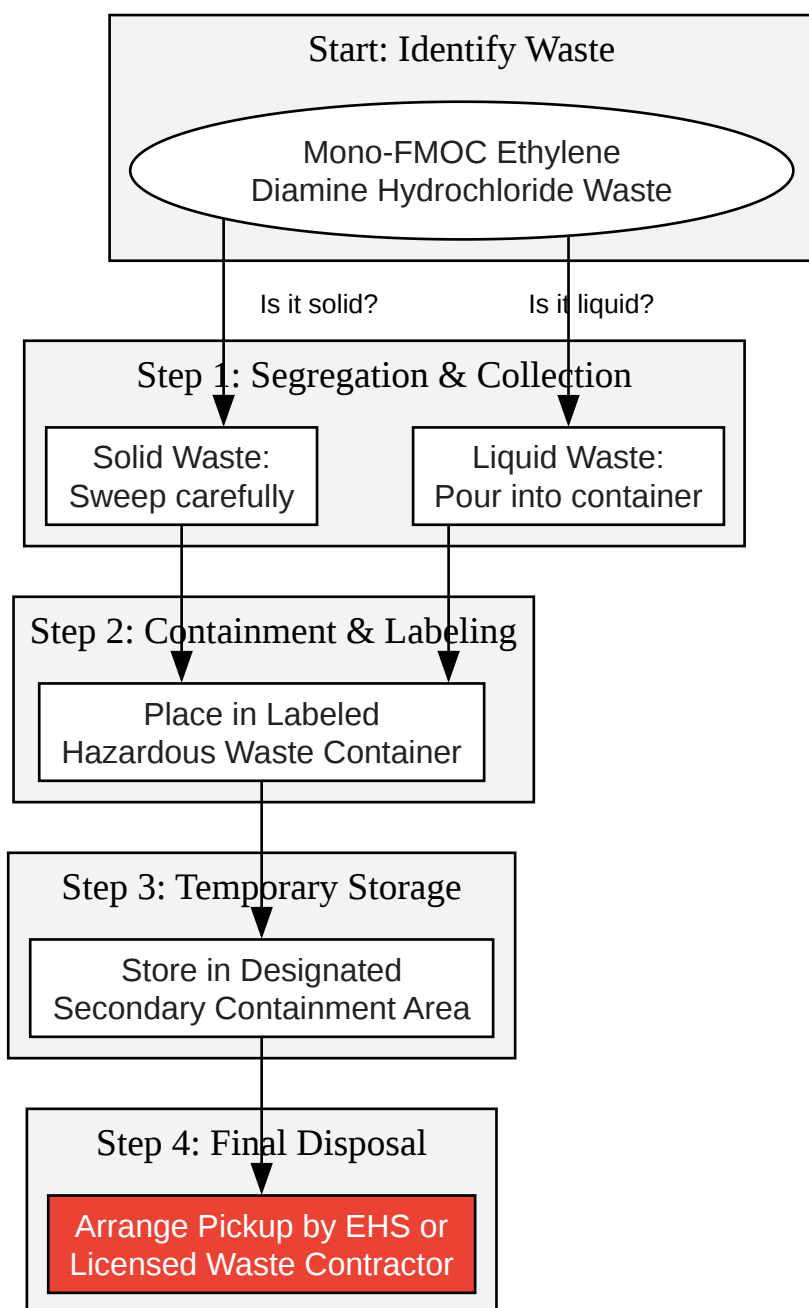 Start: Identify Waste
Mono-FMOC Ethylene
Diamine Hydrochloride Waste
Is it solid?
Is it liquid?
Step 1: Segregation & Collection
Solid Waste:
Sweep carefully
Liquid Waste:
Pour into container
Step 2: Containment & Labeling
Place in Labeled
Hazardous Waste Container
Step 3: Temporary Storage
Store in Designated
Secondary Containment Area
Step 4: Final Disposal
Arrange Pickup by EHS or
Licensed Waste Contractor